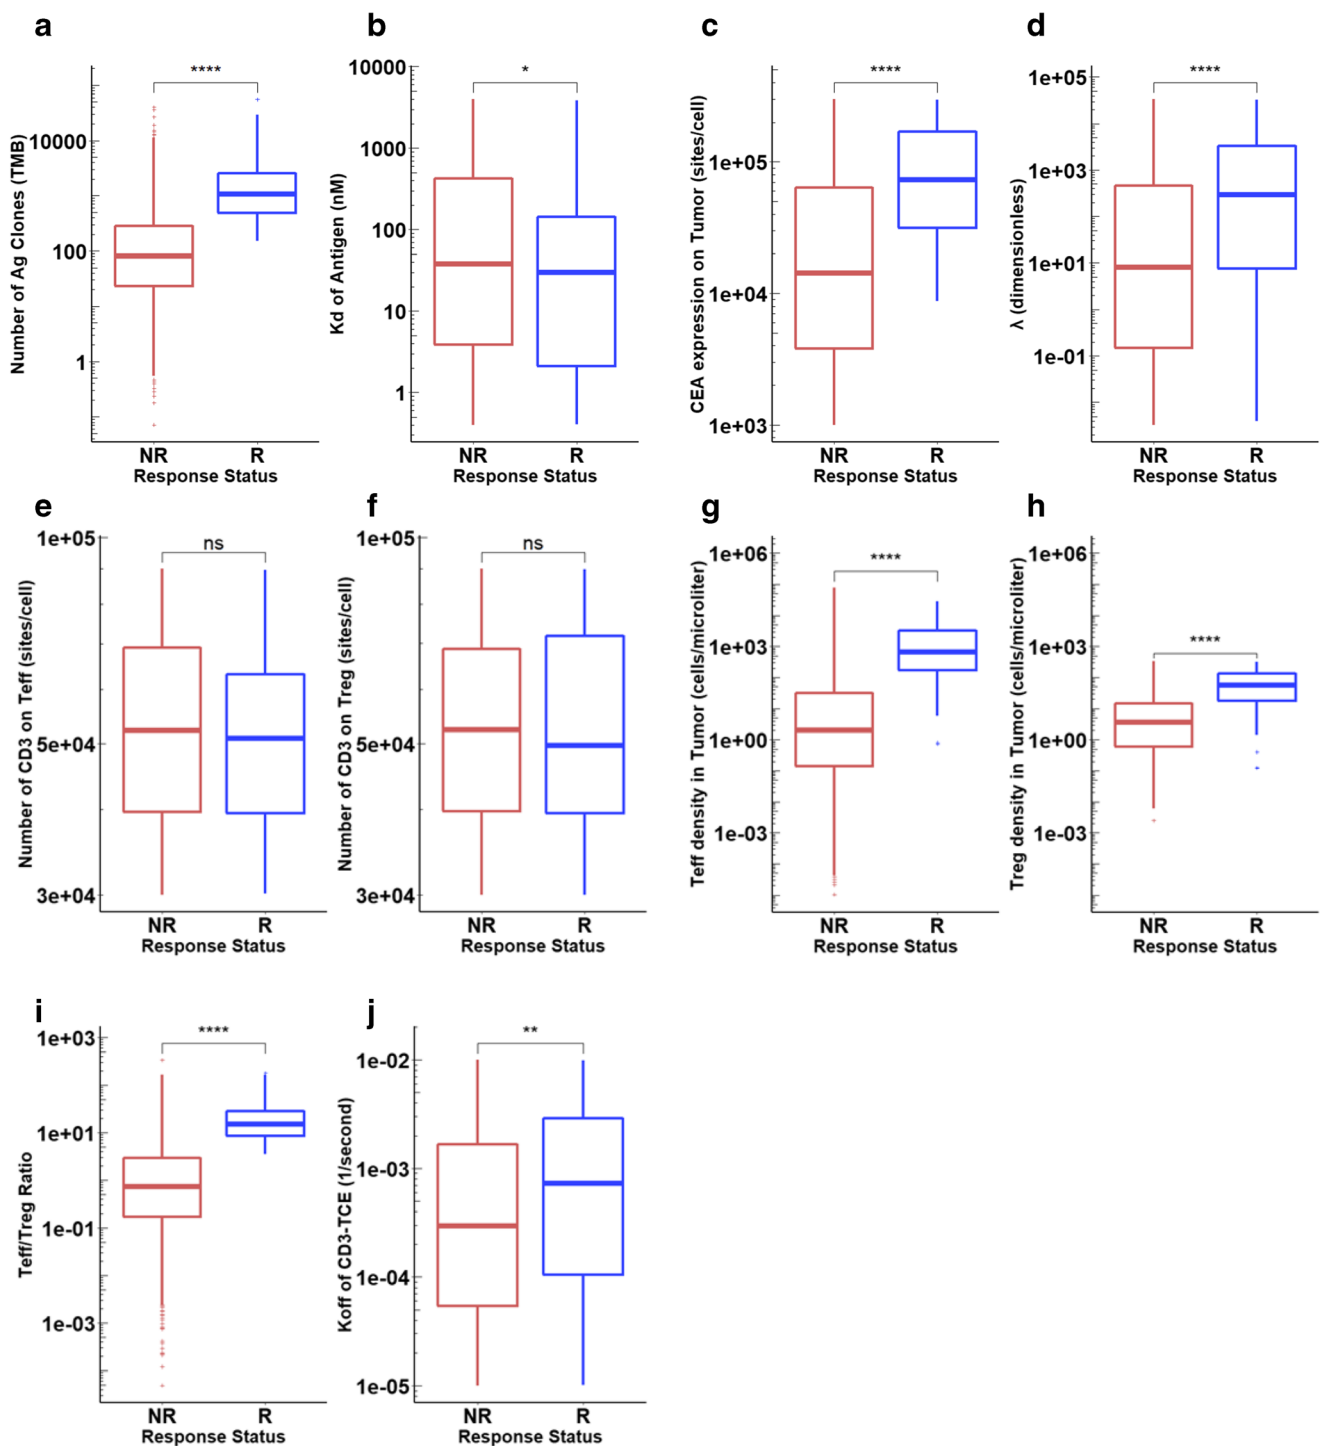 a
****
Number of Ag Clones (TMB)
10000
100
1
NR R
Response Status
b
*
Kd of Antigen (nM)
10000
1000
100
10
1
NR R
Response Status
c
****
CEA expression on Tumor (sites/cell)
1e+05
1e+04
1e+03
NR R
Response Status
d
****
λ (dimensionless)
1e+05
1e+03
1e+01
1e-01
NR R
Response Status
e
ns
Number of CD3 on Teff (sites/cell)
1e+05
5e+04
3e+04
NR R
Response Status
f
ns
Number of CD3 on Treg (sites/cell)
1e+05
5e+04
3e+04
NR R
Response Status
g
****
Teff density in Tumor (cells/microliter)
1e+06
1e+03
1e+00
1e-03
NR R
Response Status
h
****
Treg density in Tumor (cells/microliter)
1e+06
1e+03
1e+00
1e-03
NR R
Response Status
i
****
Teff/Treg Ratio
1e+03
1e+01
1e-01
1e-03
NR R
Response Status
j
**
Koff of CD3-TCE (1/second)
1e-02
1e-03
1e-04
1e-05
NR R
Response Status